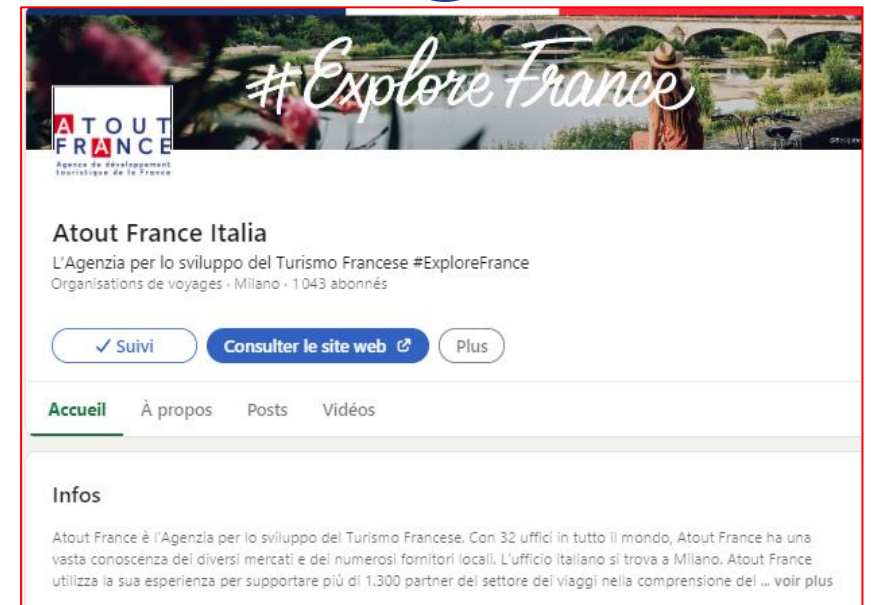 #Explore France
ATOUT
FRANCE
Agence de développement
touristique de la France
Atout France Italia
L'Agenzia per lo sviluppo del Turismo Francese #ExploreFrance
Organisations de voyages · Milano · 1 043 abonnés
✓ Suivi Consulter le site web Plus
Accueil À propos Posts Vidéos
Infos
Atout France è l'Agenzia per lo sviluppo del Turismo Francese. Con 32 uffici in tutto il mondo, Atout France ha una
vasta conoscenza dei diversi mercati e dei numerosi fornitori locali. L'ufficio italiano si trova a Milano. Atout France
utilizza la sua esperienza per supportare più di 1.300 partner del settore dei viaggi nella comprensione del ... voir plus